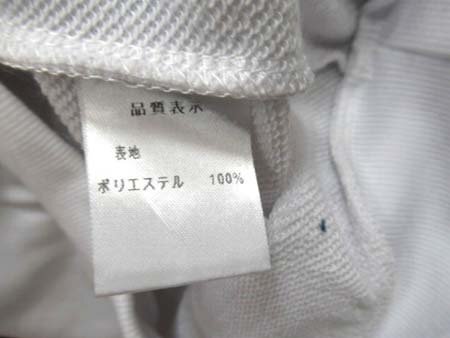 品質表示
表地
ポリエステル 100%